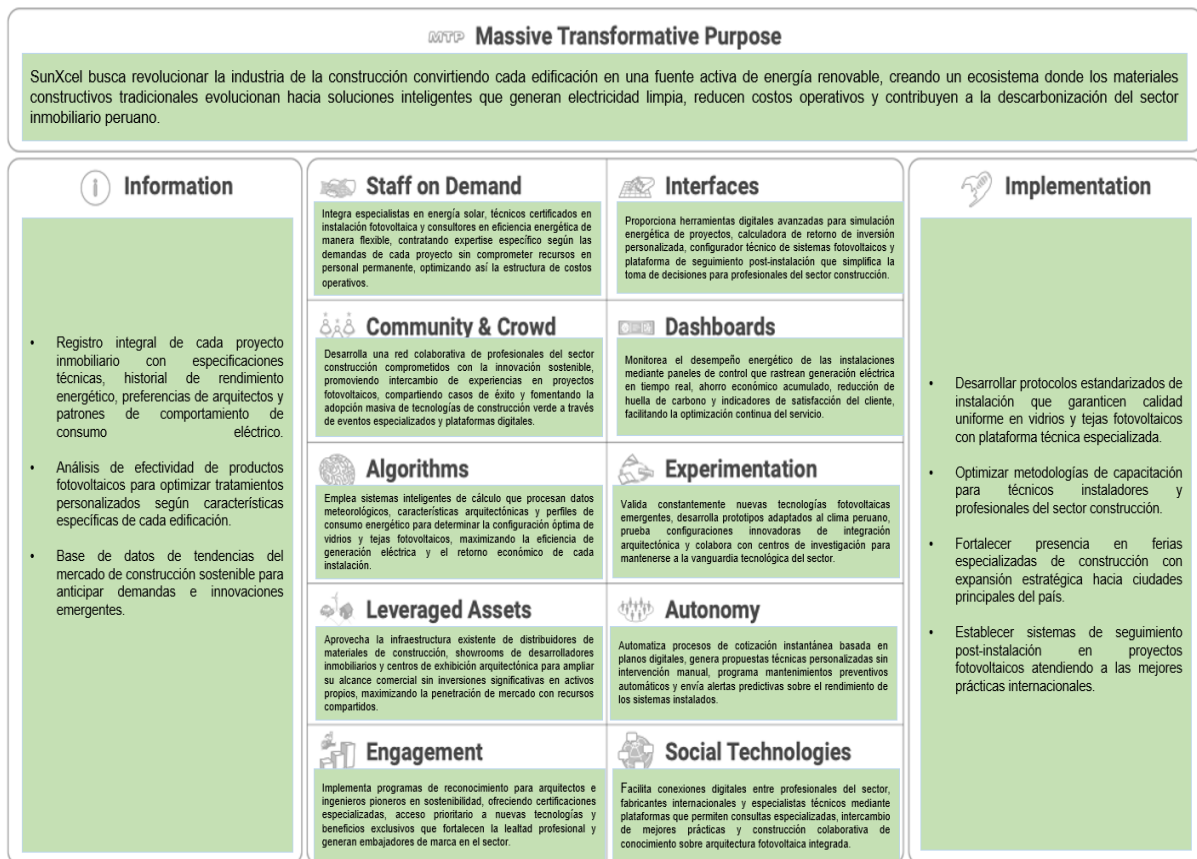 MTP Massive Transformative Purpose
SunXcel busca revolucionar la industria de la construcción convirtiendo cada edificación en una fuente activa de energía renovable, creando un ecosistema donde los materiales
constructivos tradicionales evolucionan hacia soluciones inteligentes que generan electricidad limpia, reducen costos operativos y contribuyen a la descarbonización del sector
inmobiliario peruano.
Information
• Registro integral de cada proyecto
inmobiliario con especificaciones
técnicas, historial de rendimiento
energético, preferencias de arquitectos y
patrones de comportamiento de
consumo eléctrico.
• Análisis de efectividad de productos
fotovoltaicos para optimizar tratamientos
personalizados según características
específicas de cada edificación.
• Base de datos de tendencias del
mercado de construcción sostenible para
anticipar demandas e innovaciones
emergentes.
Staff on Demand
Integra especialistas en energía solar, técnicos certificados en
instalación fotovoltaica y consultores en eficiencia energética de
manera flexible, contratando expertise específico según las
demandas de cada proyecto sin comprometer recursos en
personal permanente, optimizando así la estructura de costos
operativos.
Interfaces
Proporciona herramientas digitales avanzadas para simulación
energética de proyectos, calculadora de retorno de inversión
personalizada, configurador técnico de sistemas fotovoltaicos y
plataforma de seguimiento post-instalación que simplifica la
toma de decisiones para profesionales del sector construcción.
Community & Crowd
Desarrolla una red colaborativa de profesionales del sector
construcción comprometidos con la innovación sostenible,
promoviendo intercambio de experiencias en proyectos
fotovoltaicos, compartiendo casos de éxito y fomentando la
adopción masiva de tecnologías de construcción verde a través
de eventos especializados y plataformas digitales.
Dashboards
Monitorea el desempeño energético de las instalaciones
mediante paneles de control que rastrean generación eléctrica
en tiempo real, ahorro económico acumulado, reducción de
huella de carbono y indicadores de satisfacción del cliente,
facilitando la optimización continua del servicio.
Algorithms
Emplea sistemas inteligentes de cálculo que procesan datos
meteorológicos, características arquitectónicas y perfiles de
consumo energético para determinar la configuración óptima de
vidrios y tejas fotovoltaicos, maximizando la eficiencia de
generación eléctrica y el retorno económico de cada
instalación.
Experimentation
Valida constantemente nuevas tecnologías fotovoltaicas
emergentes, desarrolla prototipos adaptados al clima peruano,
prueba configuraciones innovadoras de integración
arquitectónica y colabora con centros de investigación para
mantenerse a la vanguardia tecnológica del sector.
Leveraged Assets
Aprovecha la infraestructura existente de distribuidores de
materiales de construcción, showrooms de desarrolladores
inmobiliarios y centros de exhibición arquitectónica para ampliar
su alcance comercial sin inversiones significativas en activos
propios, maximizando la penetración de mercado con recursos
compartidos.
Autonomy
Automatiza procesos de cotización instantánea basada en
planos digitales, genera propuestas técnicas personalizadas sin
intervención manual, programa mantenimientos preventivos
automáticos y envía alertas predictivas sobre el rendimiento de
los sistemas instalados.
Engagement
Implementa programas de reconocimiento para arquitectos e
ingenieros pioneros en sostenibilidad, ofreciendo certificaciones
especializadas, acceso prioritario a nuevas tecnologías y
beneficios exclusivos que fortalecen la lealtad profesional y
generan embajadores de marca en el sector.
Social Technologies
Facilita conexiones digitales entre profesionales del sector,
fabricantes internacionales y especialistas técnicos mediante
plataformas que permiten consultas especializadas, intercambio
de mejores prácticas y construcción colaborativa de
conocimiento sobre arquitectura fotovoltaica integrada.
Implementation
• Desarrollar protocolos estandarizados de
instalación que garanticen calidad
uniforme en vidrios y tejas fotovoltaicos
con plataforma técnica especializada.
• Optimizar metodologías de capacitación
para técnicos instaladores y
profesionales del sector construcción.
• Fortalecer presencia en ferias
especializadas de construcción con
expansión estratégica hacia ciudades
principales del país.
• Establecer sistemas de seguimiento
post-instalación en proyectos
fotovoltaicos atendiendo a las mejores
prácticas internacionales.